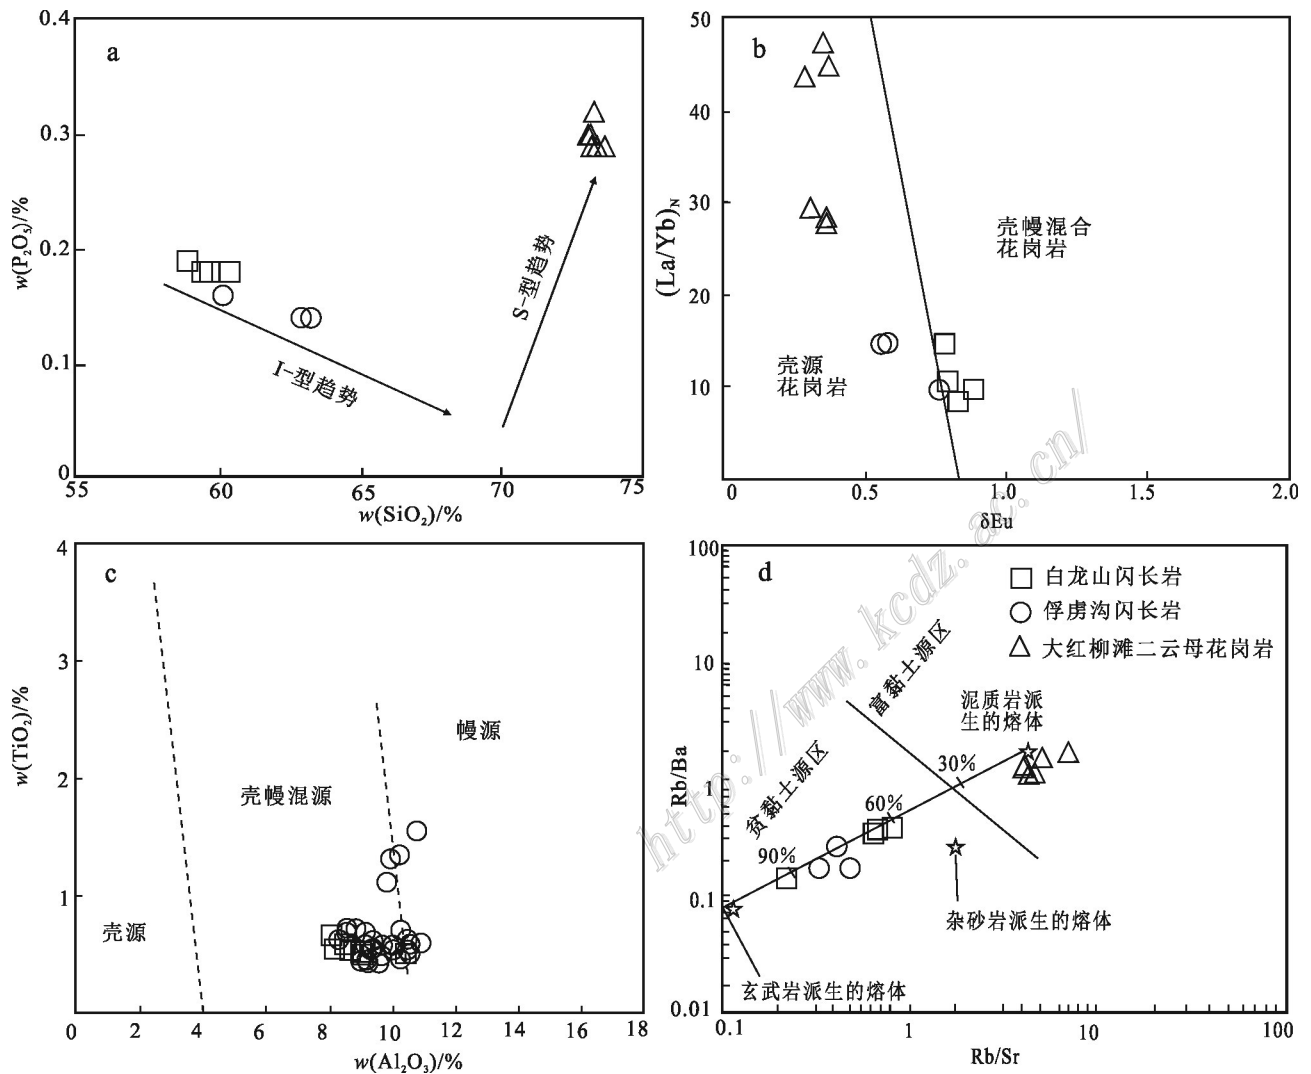 a
0.4
0.3
0.2
0.1
0
w(P₂O₅)/%
I-型趋势
S-型趋势
55
60
65
70
75
w(SiO₂)/%
b
50
40
30
20
10
(La/Yb)N
壳幔混合
花岗岩
壳源
花岗岩
0
0.5
1.0
1.5
2.0
δEu
c
4
3
2
1
w(TiO₂)/%
幔源
壳幔混源
壳源
0
2
4
6
8
10
12
14
16
18
w(Al₂O₃)/%
d
100
10
1
0.1
0.01
Rb/Ba
白龙山闪长岩
俘虏沟闪长岩
大红柳滩二云母花岗岩
富黏土源区
贫黏土源区
泥质岩派
生的熔体
30%
60%
90%
杂砂岩派生的熔体
玄武岩派生的熔体
0.1
1
10
100
Rb/Sr
http://www.kcdz.ac.cn/